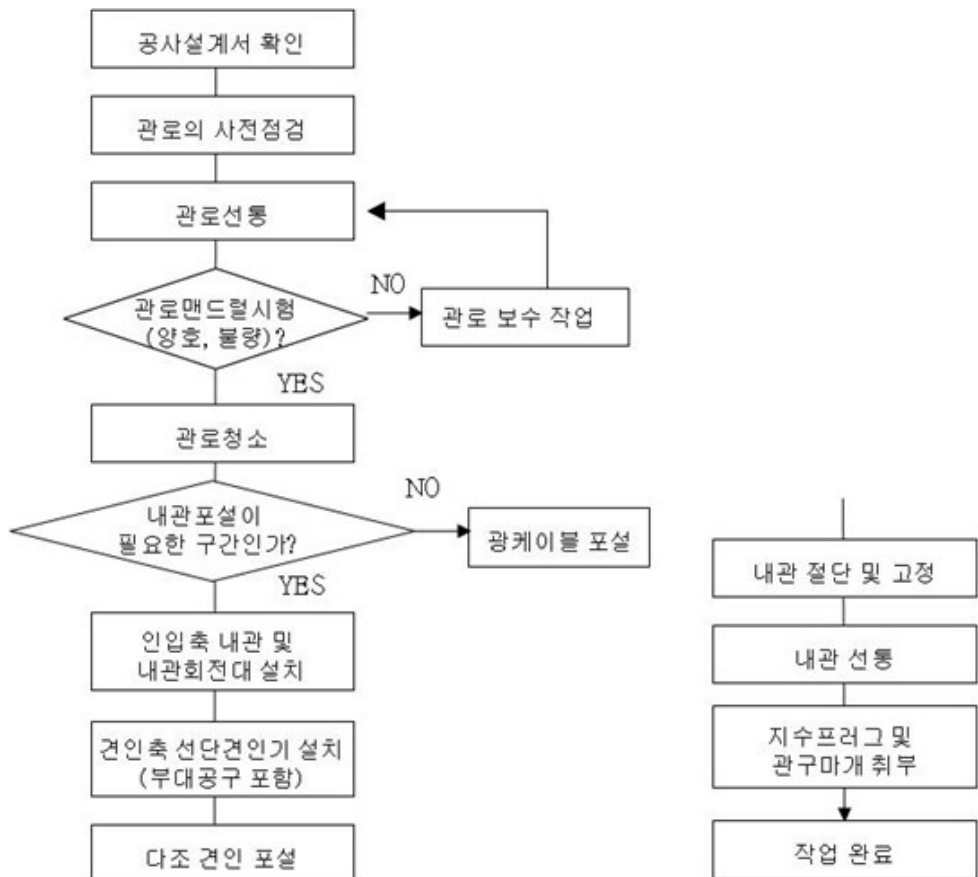 공사설계서 확인
관로의 사전점검
관로선통
관로맨드럴시험
(양호, 불량)?
NO
관로 보수 작업
YES
관로청소
내관포설이
필요한 구간인가?
NO
광케이블 포설
YES
인입축 내관 및
내관회전대 설치
견인축 선단견인기 설치
(부대공구 포함)
다조 견인 포설
내관 절단 및 고정
내관 선통
지수프러그 및
관구마개 취부
작업 완료